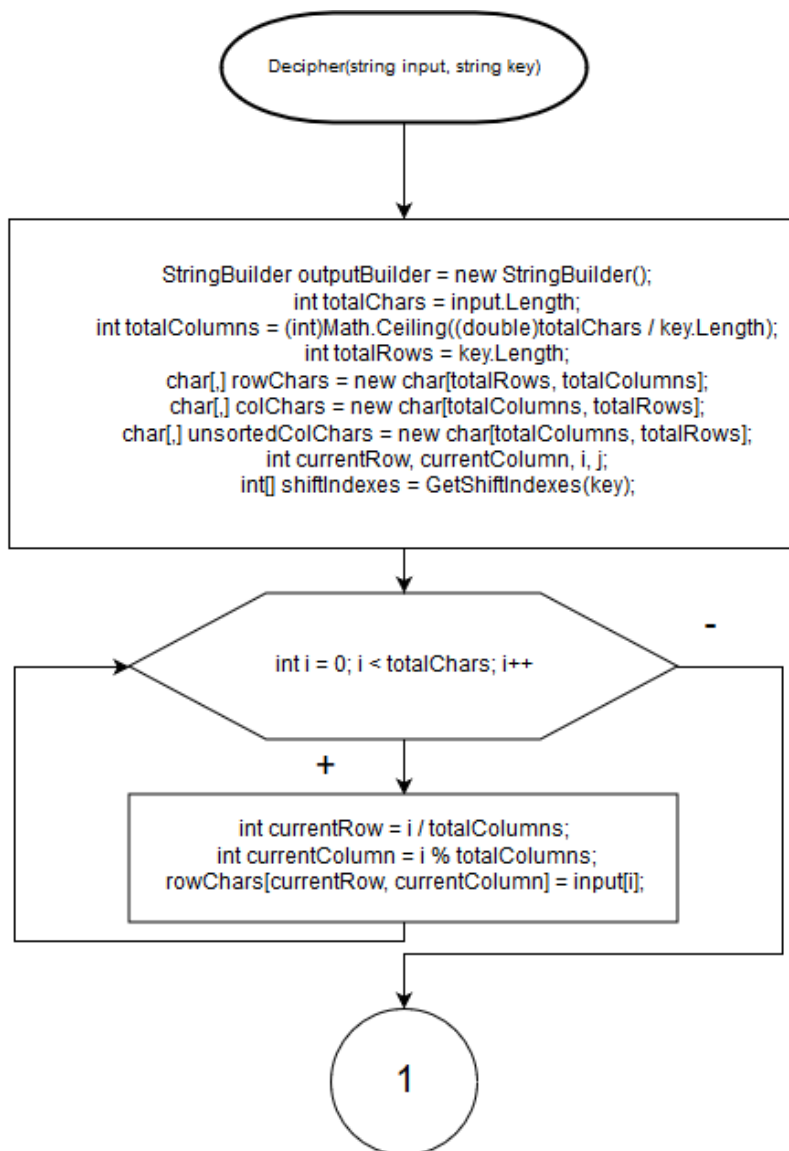 Decipher(string input, string key)
StringBuilder outputBuilder = new StringBuilder();
int totalChars = input.Length;
int totalColumns = (int)Math.Ceiling((double)totalChars / key.Length);
int totalRows = key.Length;
char[,] rowChars = new char[totalRows, totalColumns];
char[,] colChars = new char[totalColumns, totalRows];
char[,] unsortedColChars = new char[totalColumns, totalRows];
int currentRow, currentColumn, i, j;
int[] shiftIndexes = GetShiftIndexes(key);
-
int i = 0; i < totalChars; i++
+
int currentRow = i / totalColumns;
int currentColumn = i % totalColumns;
rowChars[currentRow, currentColumn] = input[i];
1